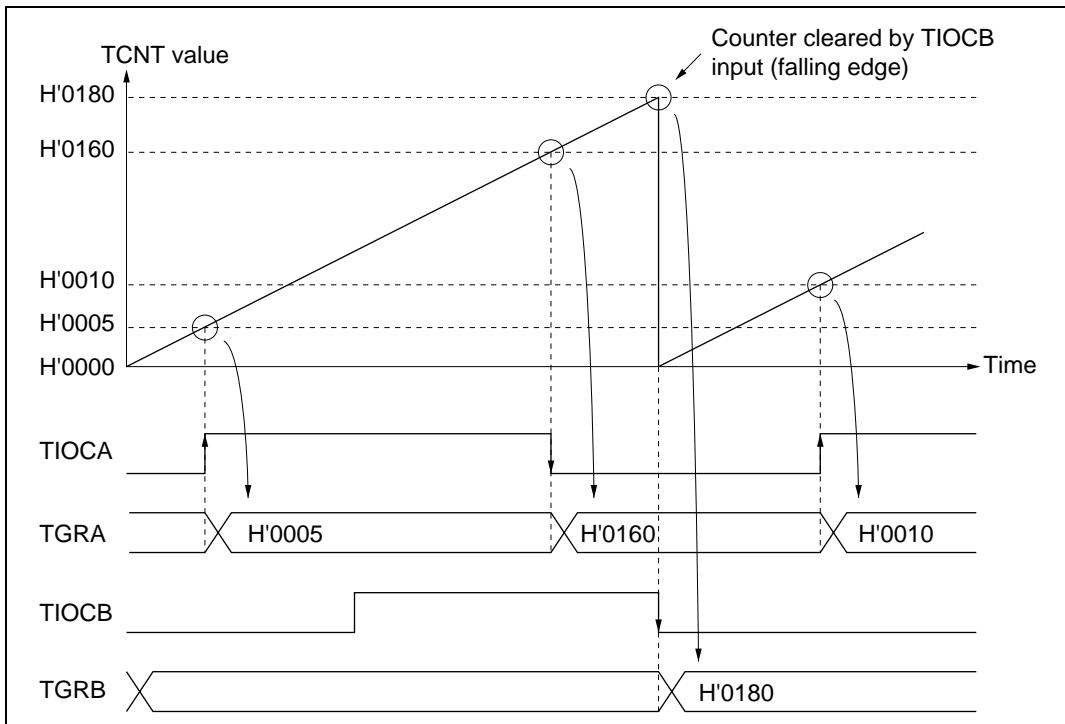 Counter cleared by TIOCB
input (falling edge)
TCNT value
H'0180
H'0160
H'0010
H'0005
H'0000
Time
TIOCA
TGRA
H'0005
H'0160
H'0010
TIOCB
TGRB
H'0180